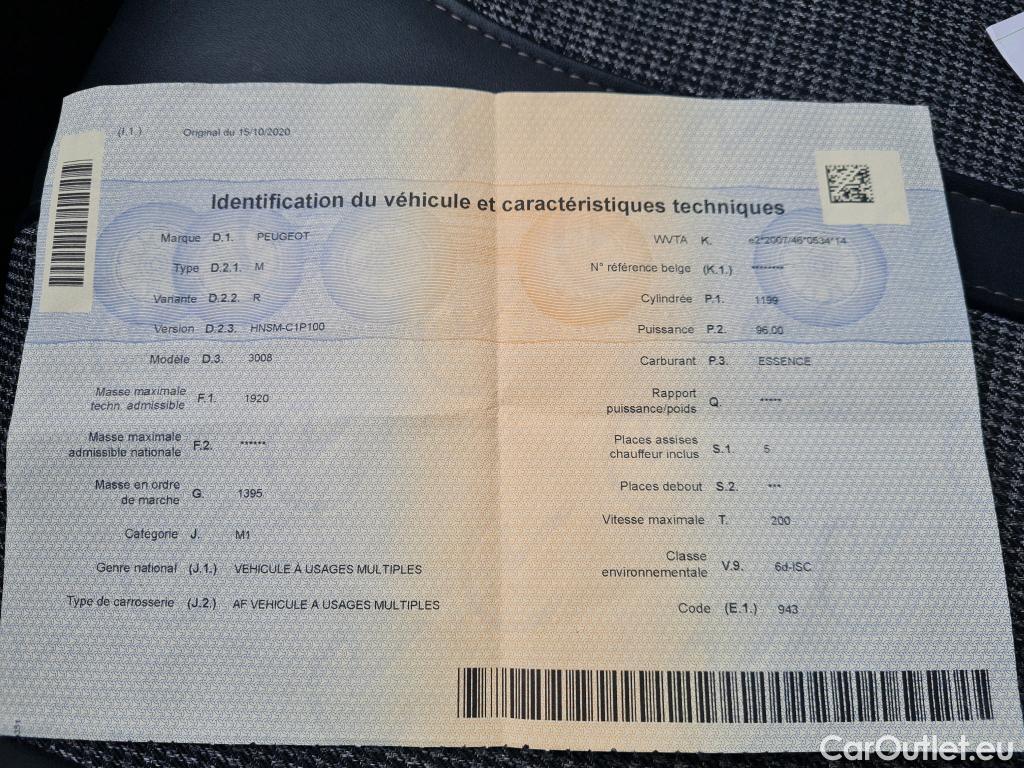 (I.1.) Original du 15/10/2020
Identification du véhicule et caractéristiques techniques
Marque D.1. PEUGEOT
Type D.2.1. M
Variante D.2.2. R
Version D.2.3. HNSM-C1P100
Modèle D.3. 3008
Masse maximale
techn. admissible F.1. 1920
Masse maximale
admissible nationale F.2. ******
Masse en ordre
de marche G. 1395
Catégorie J. M1
Genre national (J.1.) VEHICULE À USAGES MULTIPLES
Type de carrosserie (J.2.) AF VEHICULE A USAGES MULTIPLES
WVTA K. e2*2007/46*0534*14
N° référence belge (K.1.) ********
Cylindrée P.1. 1199
Puissance P.2. 96.00
Carburant P.3. ESSENCE
Rapport
puissance/poids Q. *****
Places assises
chauffeur inclus S.1. 5
Places debout S.2. ***
Vitesse maximale T. 200
Classe
environnementale V.9. 6d-ISC
Code (E.1.) 943
CarOutlet.eu